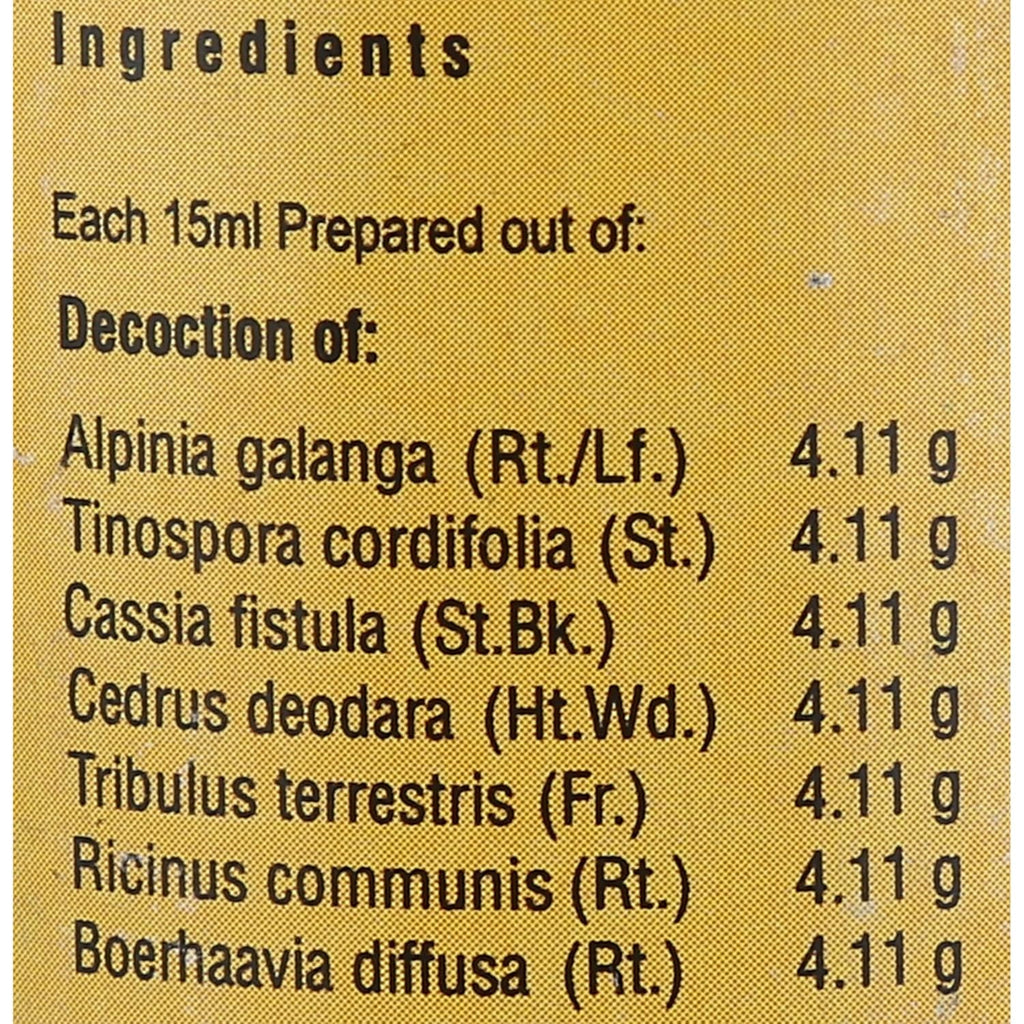 Ingredients
Each 15ml Prepared out of:
Decoction of:
Alpinia galanga (Rt./Lf.) 4.11 g
Tinospora cordifolia (St.) 4.11 g
Cassia fistula (St.Bk.) 4.11 g
Cedrus deodara (Ht.Wd.) 4.11 g
Tribulus terrestris (Fr.) 4.11 g
Ricinus communis (Rt.) 4.11 g
Boerhaavia diffusa (Rt.) 4.11 g